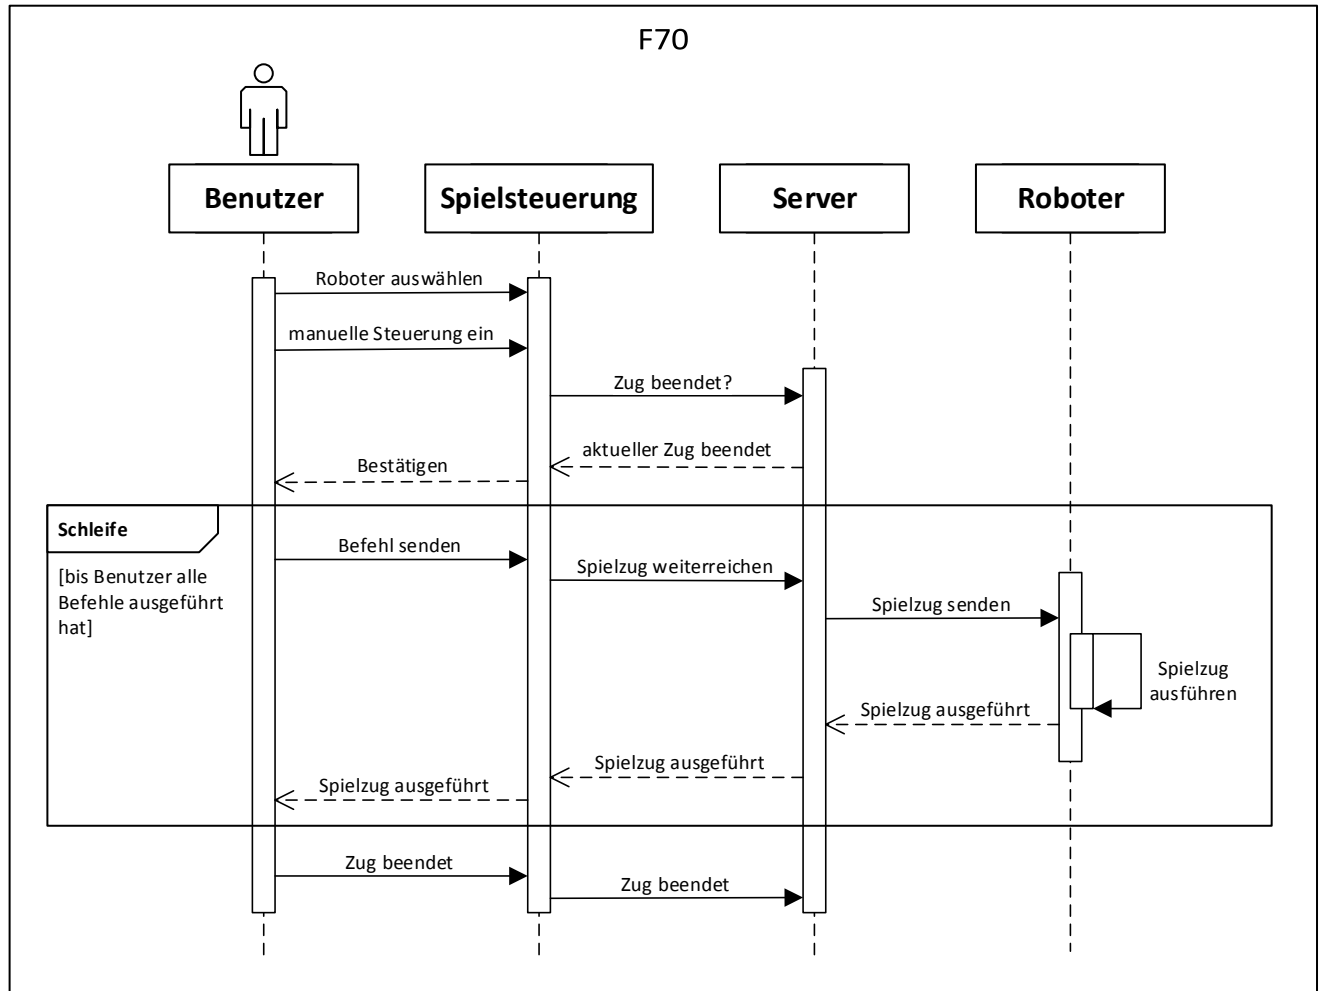 F70
Benutzer
Spielsteuerung
Server
Roboter
Roboter auswählen
manuelle Steuerung ein
Zug beendet?
aktueller Zug beendet
Bestätigen
Schleife
[bis Benutzer alle
Befehle ausgeführt
hat]
Befehl senden
Spielzug weiterreichen
Spielzug senden
Spielzug
ausführen
Spielzug ausgeführt
Spielzug ausgeführt
Spielzug ausgeführt
Zug beendet
Zug beendet